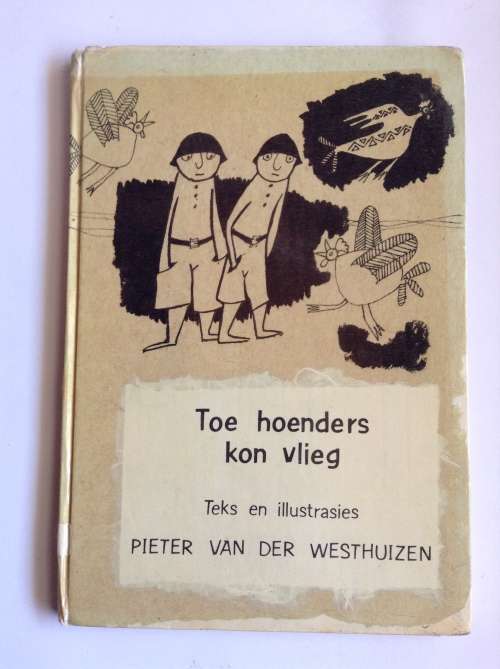 Toe hoenders
kon vlieg
Teks en illustrasies
PIETER VAN DER WESTHUIZEN